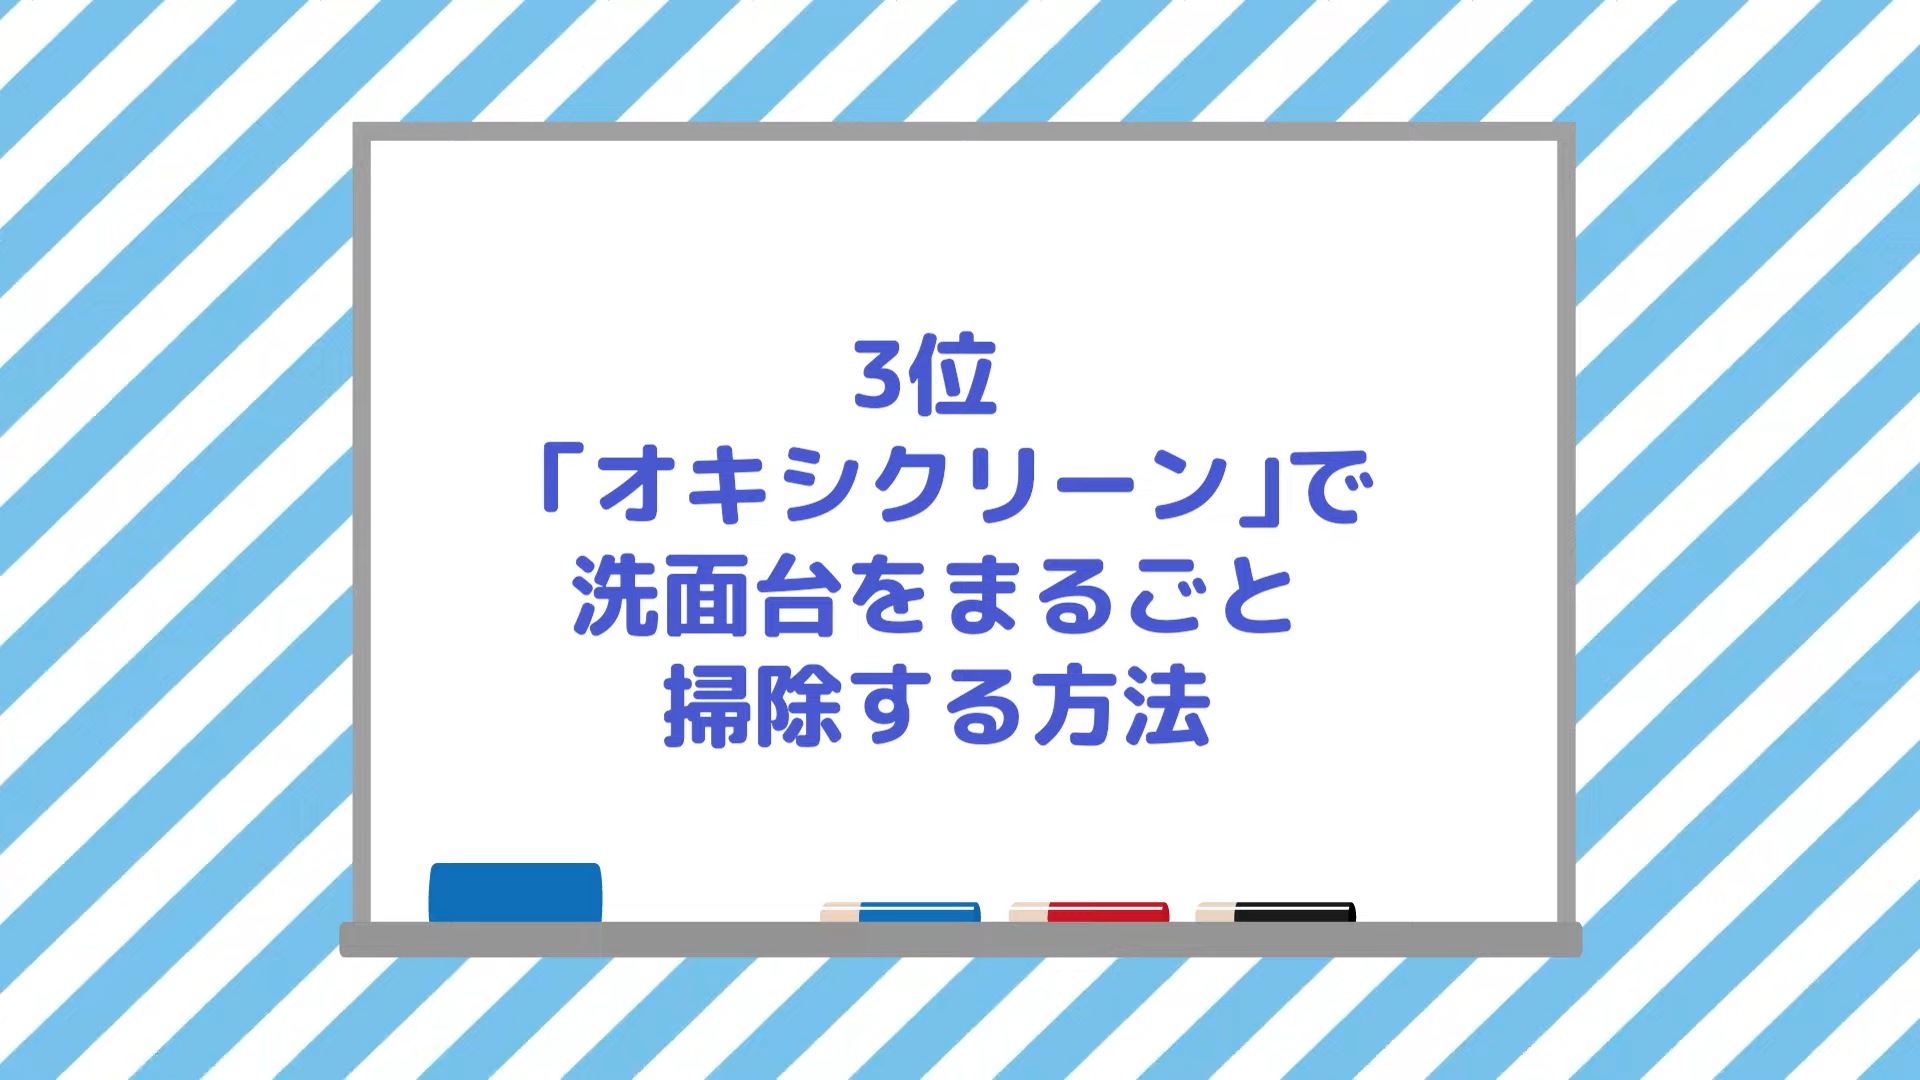 3位
「オキシクリーン」で
洗面台をまるごと
掃除する方法